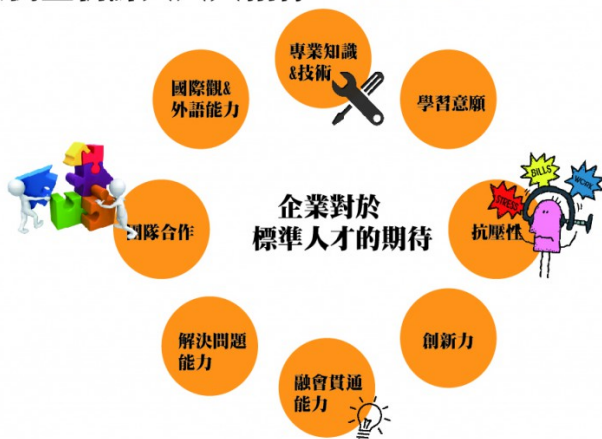 專業知識
&技術
國際觀&
外語能力
學習意願
團隊合作
企業對於
標準人才的期待
抗壓性
STRESS
BILLS
WORK
解決問題
能力
創新力
融會貫通
能力